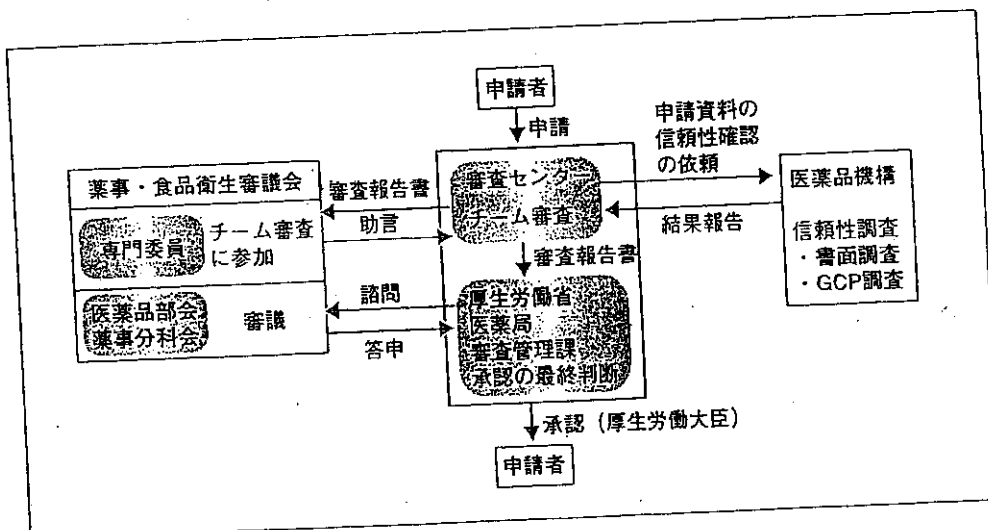 申請者
申請
申請資料の
信頼性確認
の依頼
薬事・食品衛生審議会
審査報告書
助言
専門委員
チーム審査
に参加
審査センター
チーム審査
結果報告
医薬品機構
信頼性調査
・書面調査
・GCP調査
審査報告書
医薬品部会
薬事分科会
審議
諮問
答申
厚生労働省
医薬局
審査管理課
承認の最終判断
承認（厚生労働大臣）
申請者